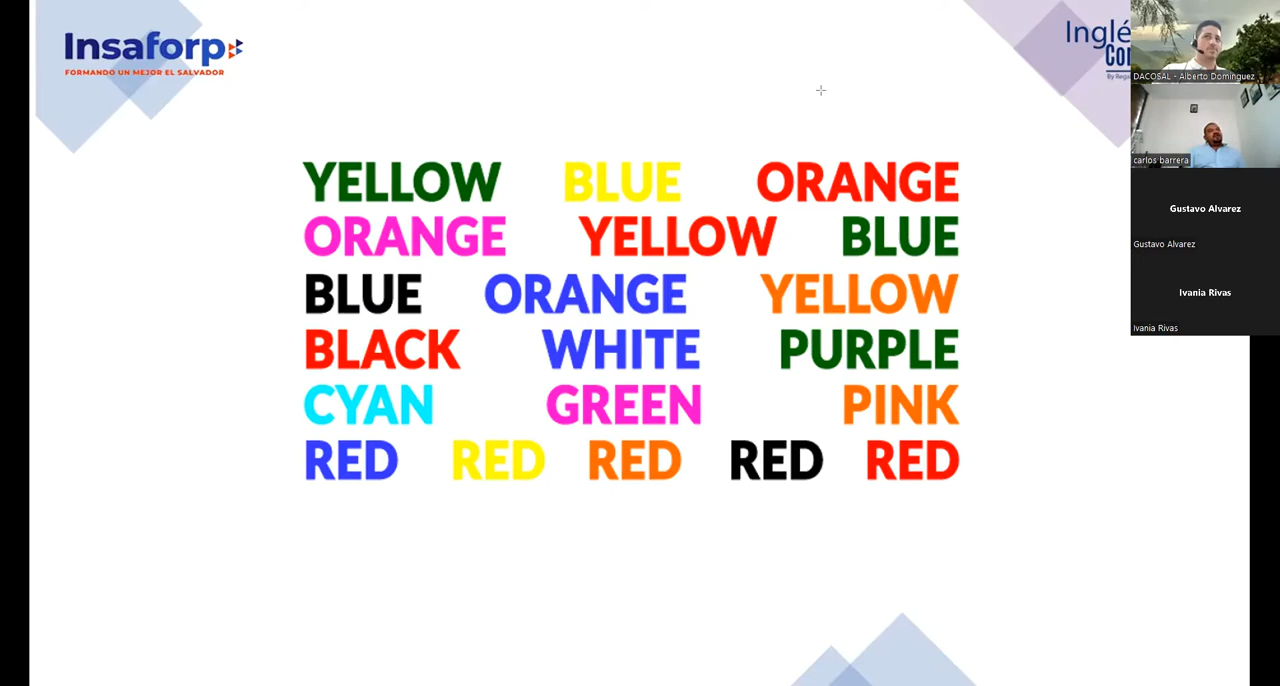 Insaforp
FORMANDO UN MEJOR EL SALVADOR
YELLOW BLUE ORANGE
ORANGE YELLOW BLUE
BLUE ORANGE YELLOW
BLACK WHITE PURPLE
CYAN GREEN PINK
RED RED RED RED RED
DACOSAL - Alberto Dominguez
carlos barrera
Gustavo Alvarez
Gustavo Alvarez
Ivania Rivas
Ivania Rivas